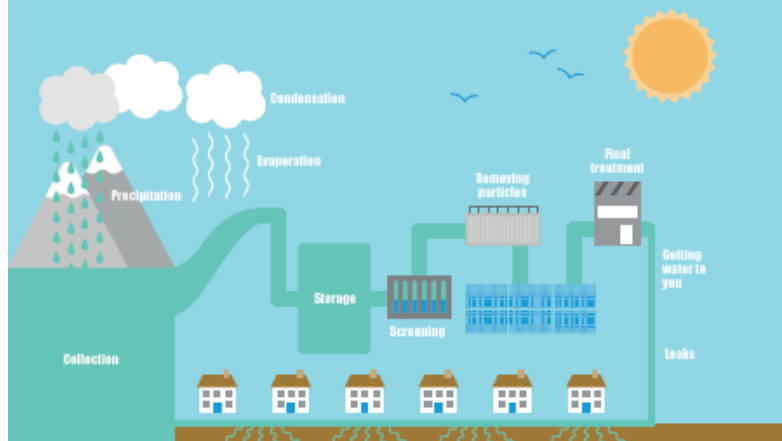 Condensation
Evaporation
Precipitation
Final
treatment
Removing
particles
Getting
water to
you
Storage
Screening
Collection
Leaks